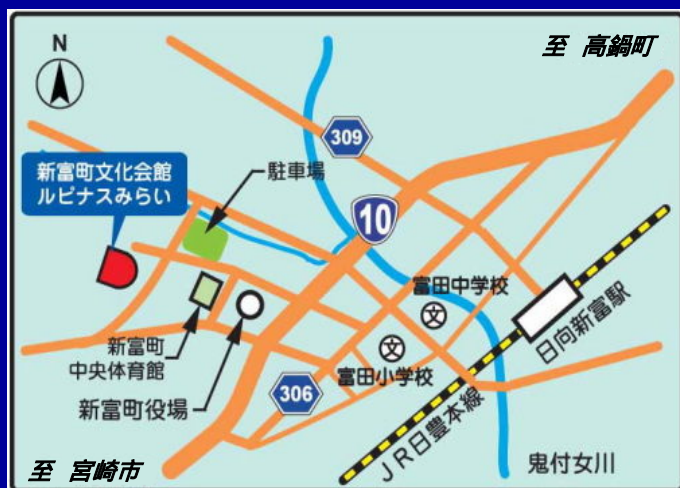 N
至 高鍋町
309
新富町文化会館
ルピナスみらい
駐車場
10
富田中学校
文
日向新富駅
新富町
中央体育館
文
富田小学校
306
新富町役場
JR日豊本線
至 宮崎市
鬼付女川